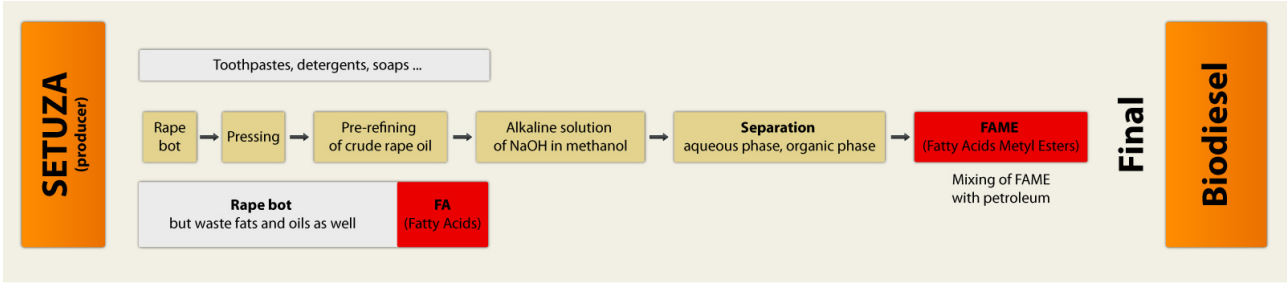 SETUZA
(producer)
Toothpastes, detergents, soaps ...
Rape
bot
Pressing
Pre-refining
of crude rape oil
Alkaline solution
of NaOH in methanol
Separation
aqueous phase, organic phase
FAME
(Fatty Acids Metyl Esters)
Mixing of FAME
with petroleum
Rape bot
but waste fats and oils as well
FA
(Fatty Acids)
Final
Biodiesel